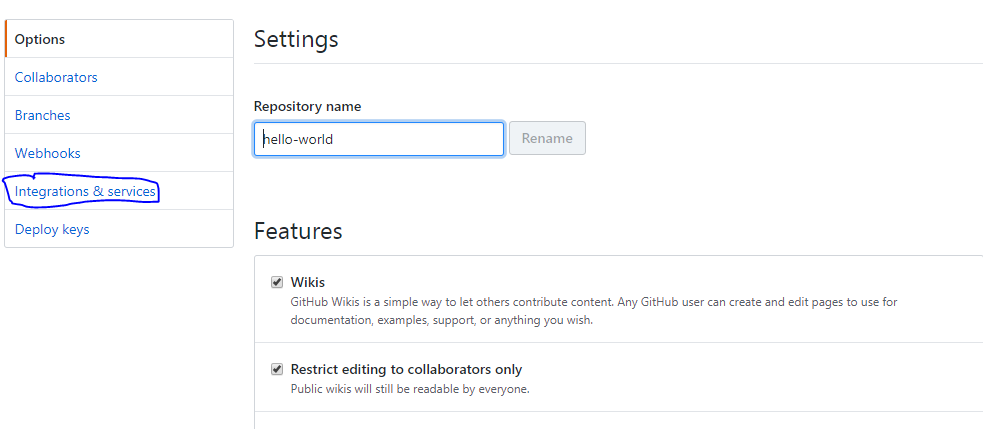 Options
Collaborators
Branches
Webhooks
Integrations & services
Deploy keys
Settings
Repository name
hello-world
Rename
Features
Wikis
GitHub Wikis is a simple way to let others contribute content. Any GitHub user can create and edit pages to use for
documentation, examples, support, or anything you wish.
Restrict editing to collaborators only
Public wikis will still be readable by everyone.